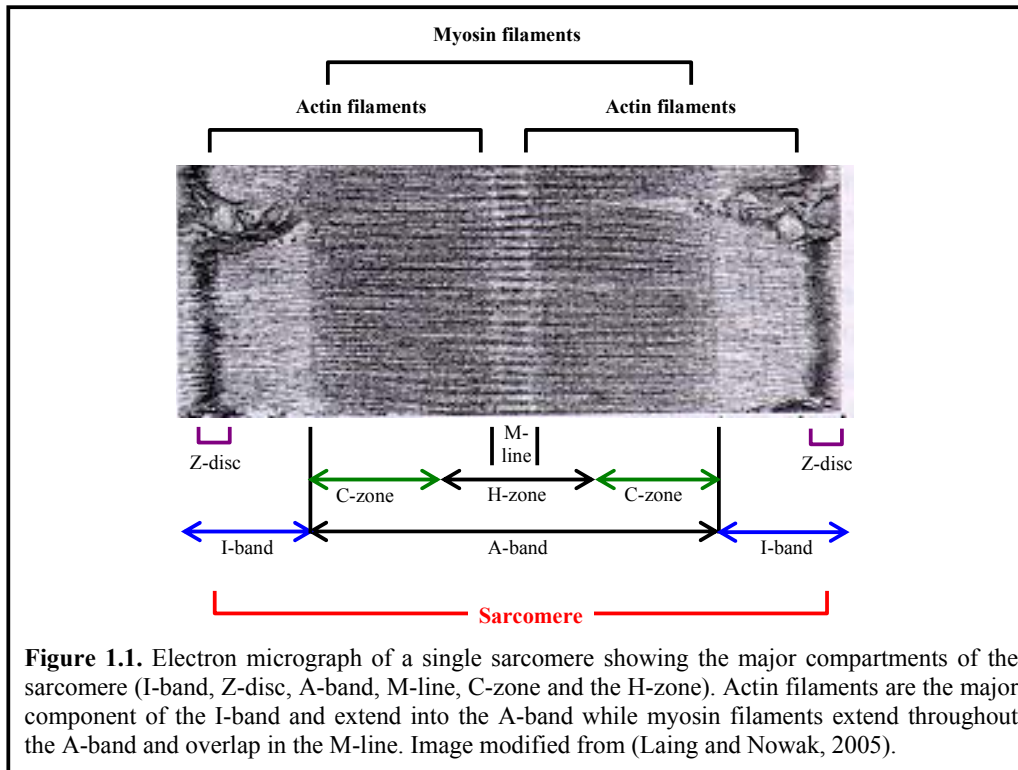 Myosin filaments
Actin filaments Actin filaments
M-
line
Z-disc Z-disc
C-zone H-zone C-zone
I-band A-band I-band
Sarcomere
Figure 1.1. Electron micrograph of a single sarcomere showing the major compartments of the
sarcomere (I-band, Z-disc, A-band, M-line, C-zone and the H-zone). Actin filaments are the major
component of the I-band and extend into the A-band while myosin filaments extend throughout
the A-band and overlap in the M-line. Image modified from (Laing and Nowak, 2005).